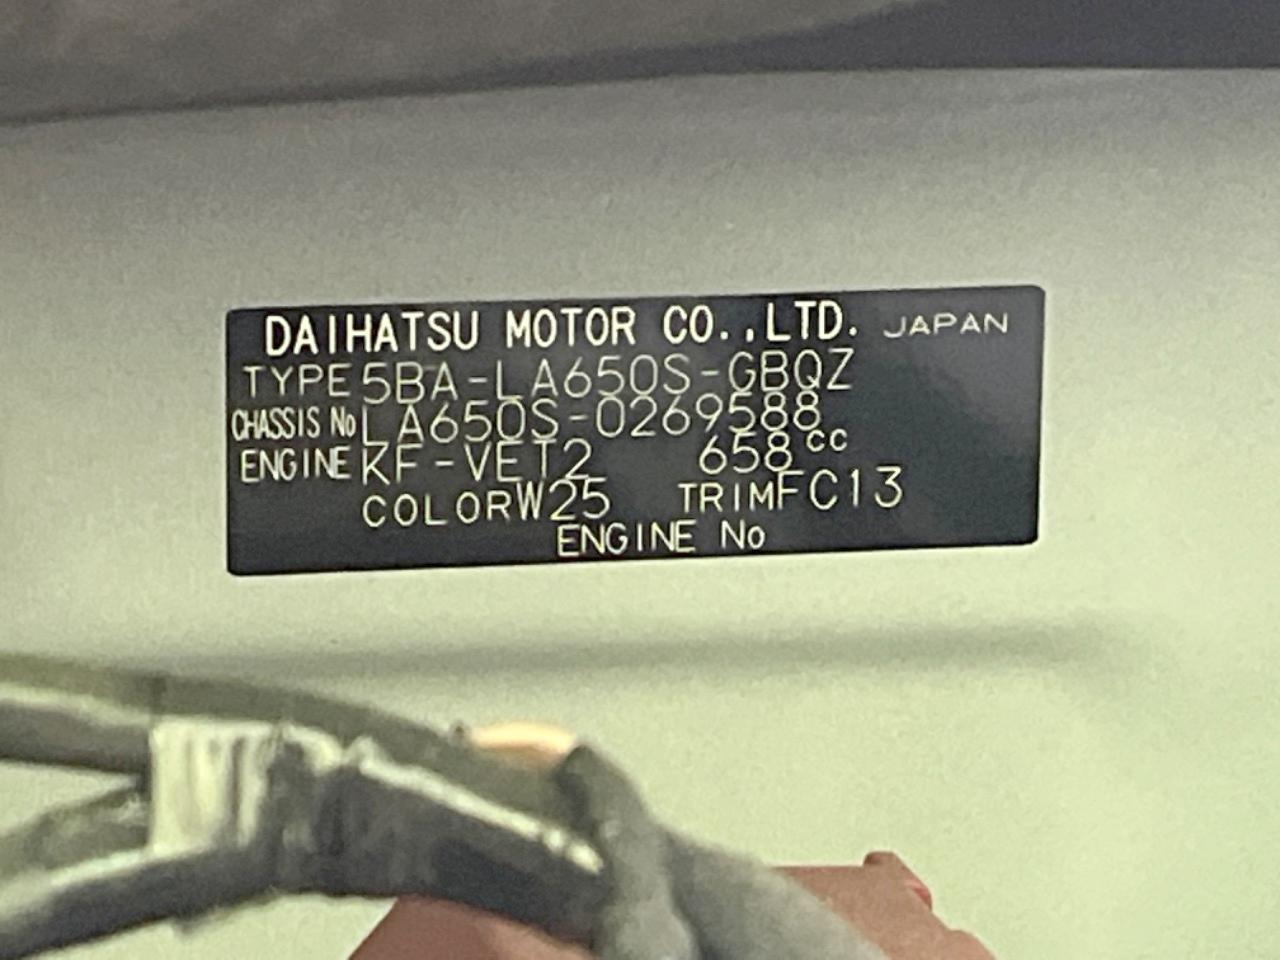 DAIHATSU MOTOR CO.,LTD. JAPAN
TYPE 5BA-LA650S-GBQZ
CHASSIS No LA650S-0269588
ENGINE KF-VET2 658cc
COLOR W25 TRIM FC13
ENGINE No